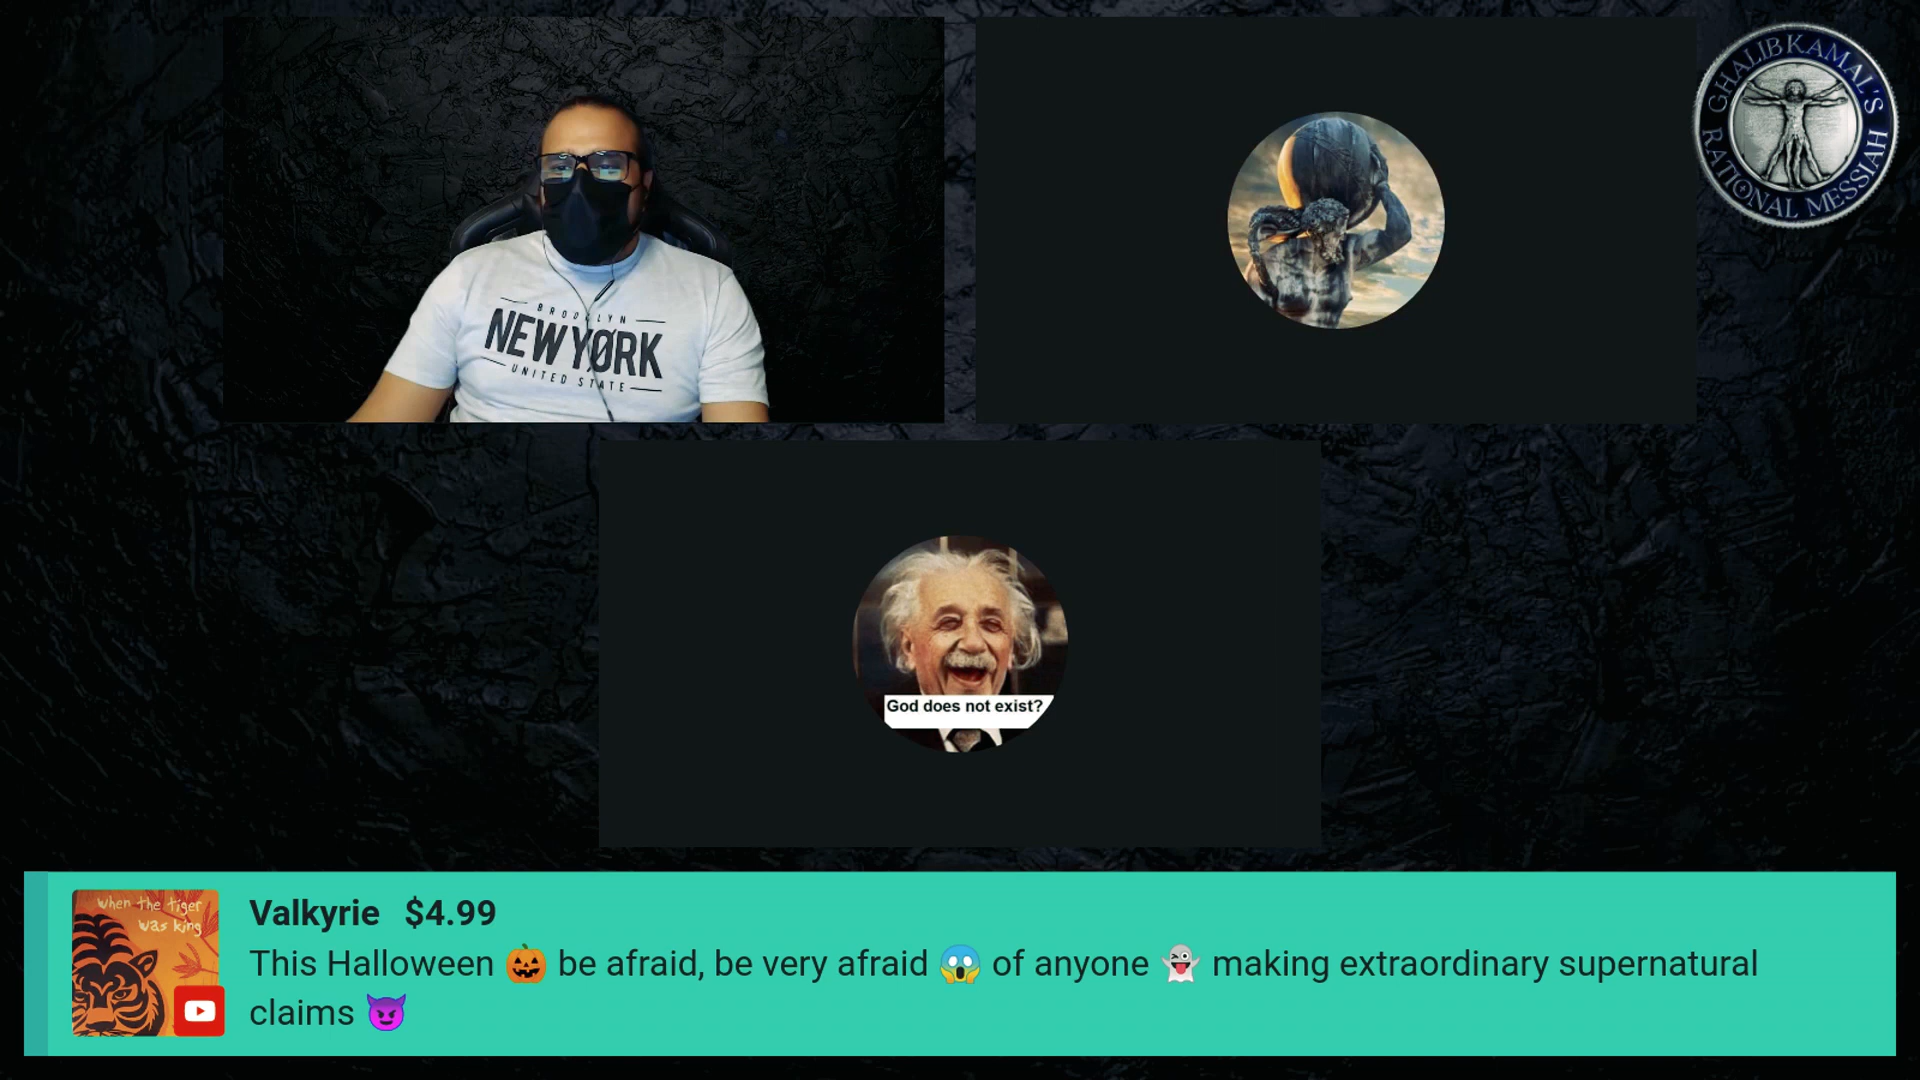 GHALIBKAMAL'S
RATIONAL MESSIAH
BROOKLYN
NEW YØRK
UNITED STATE
God does not exist?
when the tiger
was king
Valkyrie $4.99
This Halloween 🎃 be afraid, be very afraid 😱 of anyone 👻 making extraordinary supernatural
claims 😈